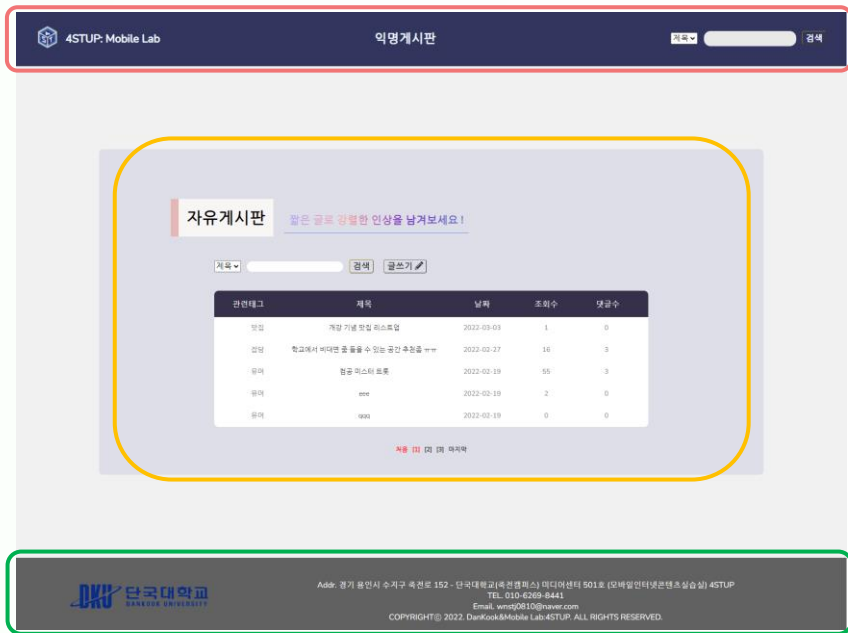 4STUP: Mobile Lab 익명게시판 제목 검색
자유게시판 짧은 글로 강렬한 인상을 남겨보세요!
제목 검색 글쓰기
관련태그 제목 날짜 조회수 댓글수
맛집 개강 기념 맛집 리스트업 2022-03-03 1 0
잡담 학교에서 비대면 줌 들을 수 있는 공간 추천좀 ㅠㅠ 2022-02-27 16 3
유머 컴공 미스터 트롯 2022-02-19 55 3
유머 eee 2022-02-19 2 0
유머 qqq 2022-02-19 0 0
처음 [1] [2] [3] 마지막
DKU 단국대학교
DANKOOK UNIVERSITY
Addr. 경기 용인시 수지구 죽전로 152 - 단국대학교(죽전캠퍼스) 미디어센터 501호 (모바일인터넷콘텐츠실습실) 4STUP
TEL. 010-6269-8441
Email. wnstj0810@naver.com
COPYRIGHTⓒ 2022. DanKook&Mobile Lab:4STUP. ALL RIGHTS RESERVED.